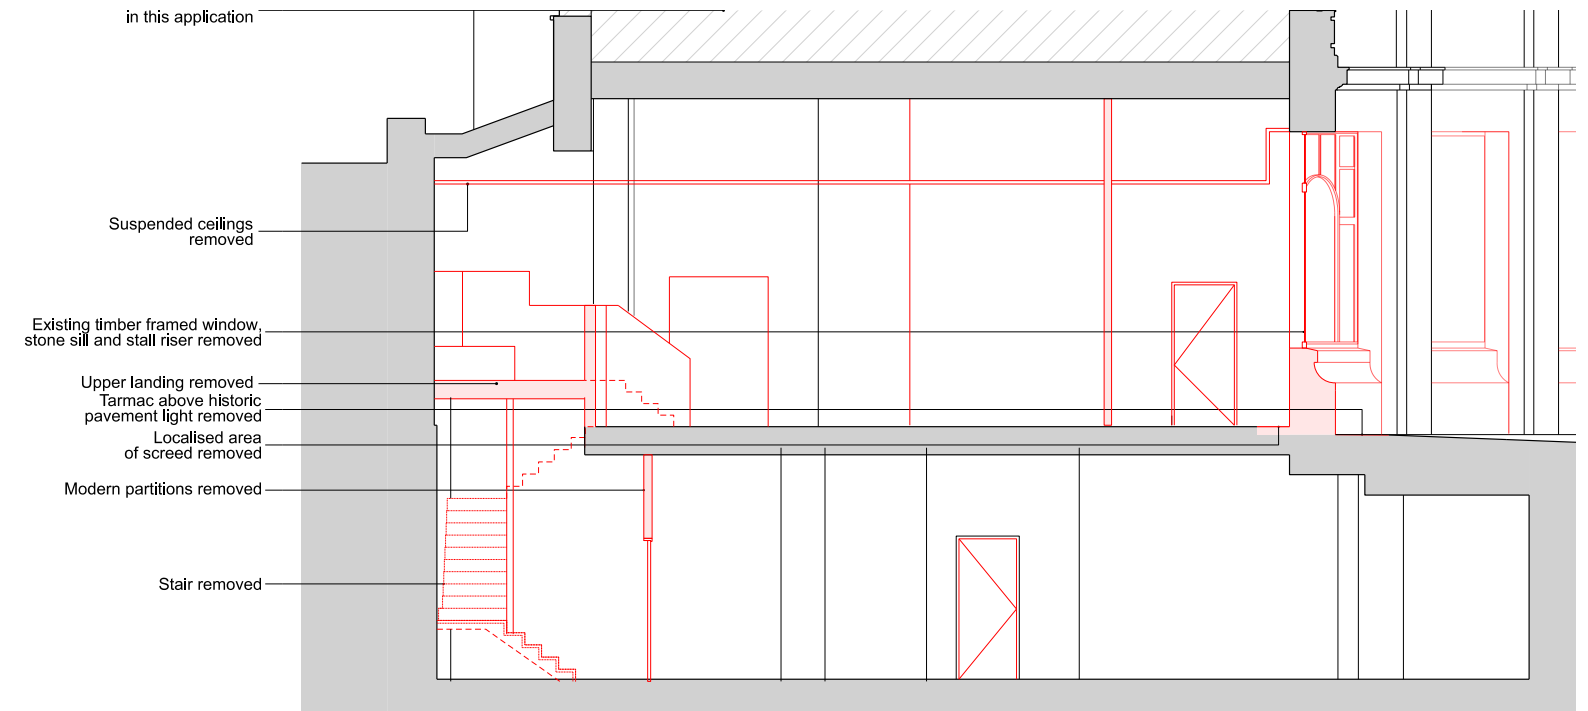 in this application
Suspended ceilings
removed
Existing timber framed window,
stone sill and stall riser removed
Upper landing removed
Tarmac above historic
pavement light removed
Localised area
of screed removed
Modern partitions removed
Stair removed